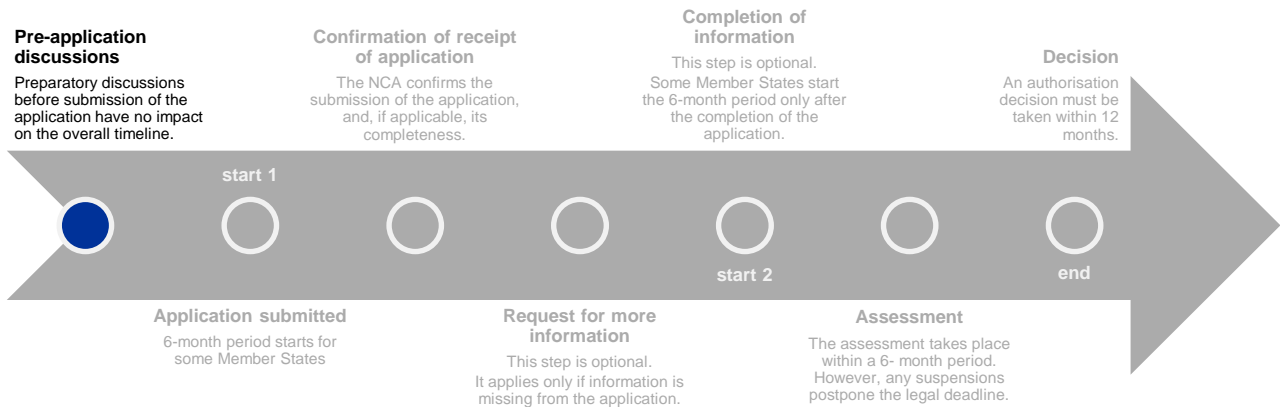 Pre-application
discussions
Preparatory discussions
before submission of the
application have no impact
on the overall timeline.
Confirmation of receipt
of application
The NCA confirms the
submission of the application,
and, if applicable, its
completeness.
Completion of
information
This step is optional.
Some Member States start
the 6-month period only after
the completion of the
application.
Decision
An authorisation
decision must be
taken within 12
months.
start 1
start 2
end
Application submitted
6-month period starts for
some Member States
Request for more
information
This step is optional.
It applies only if information is
missing from the application.
Assessment
The assessment takes place
within a 6- month period.
However, any suspensions
postpone the legal deadline.